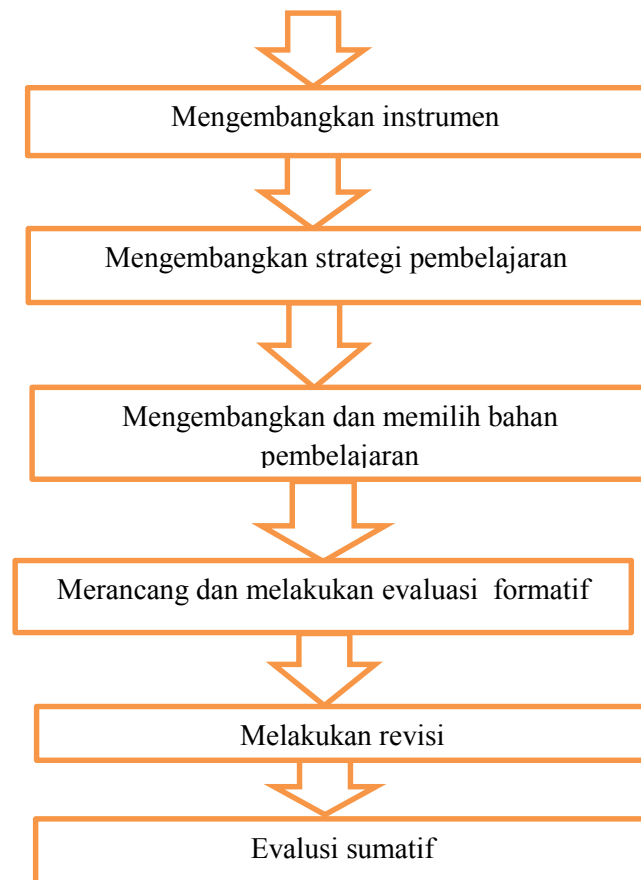 Mengembangkan instrumen
Mengembangkan strategi pembelajaran
Mengembangkan dan memilih bahan
pembelajaran
Merancang dan melakukan evaluasi  formatif
Melakukan revisi
Evalusi sumatif